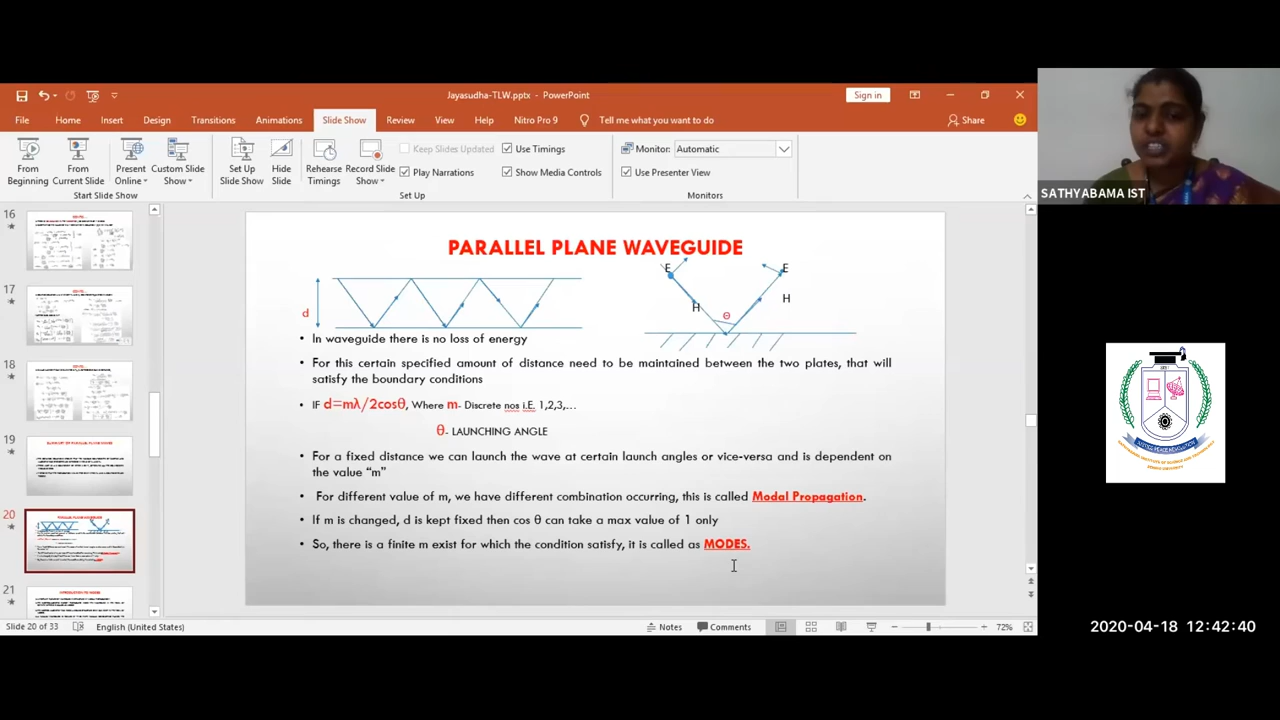 Jayasudha-TLW.pptx - PowerPoint
Sign in
File Home Insert Design Transitions Animations Slide Show Review View Help Nitro Pro 9 Tell me what you want to do
Share
From Beginning
From Current Slide
Present Online
Custom Slide Show
Set Up Slide Show
Hide Slide
Rehearse Timings
Record Slide Show
Keep Slides Updated
Play Narrations
Use Timings
Show Media Controls
Monitor: Automatic
Use Presenter View
Start Slide Show
Set Up
Monitors
SATHYABAMA IST
16
17
18
19
20
21
PARALLEL PLANE WAVEGUIDE
d
E
E
H
H
Θ
• In waveguide there is no loss of energy
• For this certain specified amount of distance need to be maintained between the two plates, that will
satisfy the boundary conditions
• IF d=mλ/2cosθ, Where m- Discrete nos i.E. 1,2,3,...
θ- LAUNCHING ANGLE
• For a fixed distance we can launch the wave at certain launch angles or vice-versa and is dependent on
the value “m”
• For different value of m, we have different combination occurring, this is called Modal Propagation.
• If m is changed, d is kept fixed then cos θ can take a max value of 1 only
• So, there is a finite m exist for which the condition satisfy, it is called as MODES.
Slide 20 of 33
English (United States)
Notes
Comments
72%
2020-04-18 12:42:40